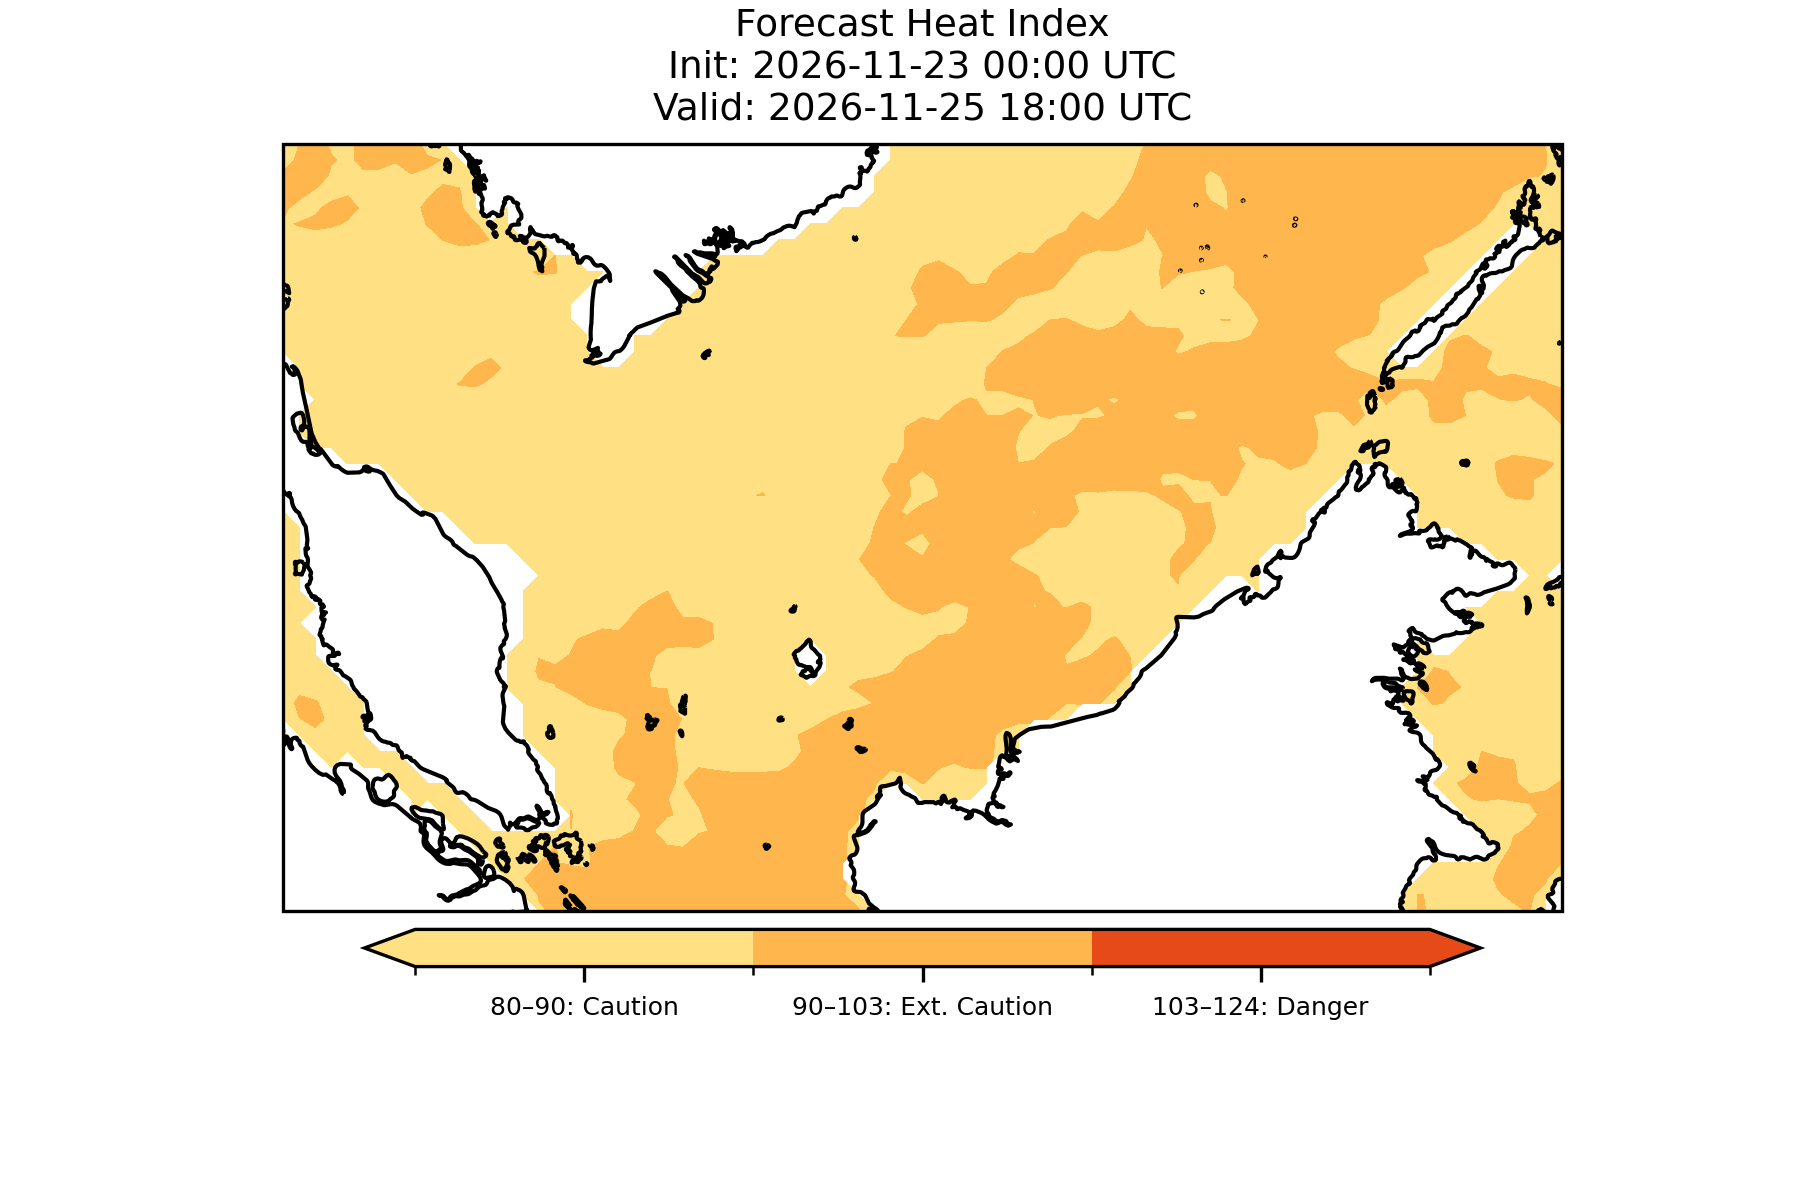 Forecast Heat Index
Init: 2026-11-23 00:00 UTC
Valid: 2026-11-25 18:00 UTC
80–90: Caution
90–103: Ext. Caution
103–124: Danger